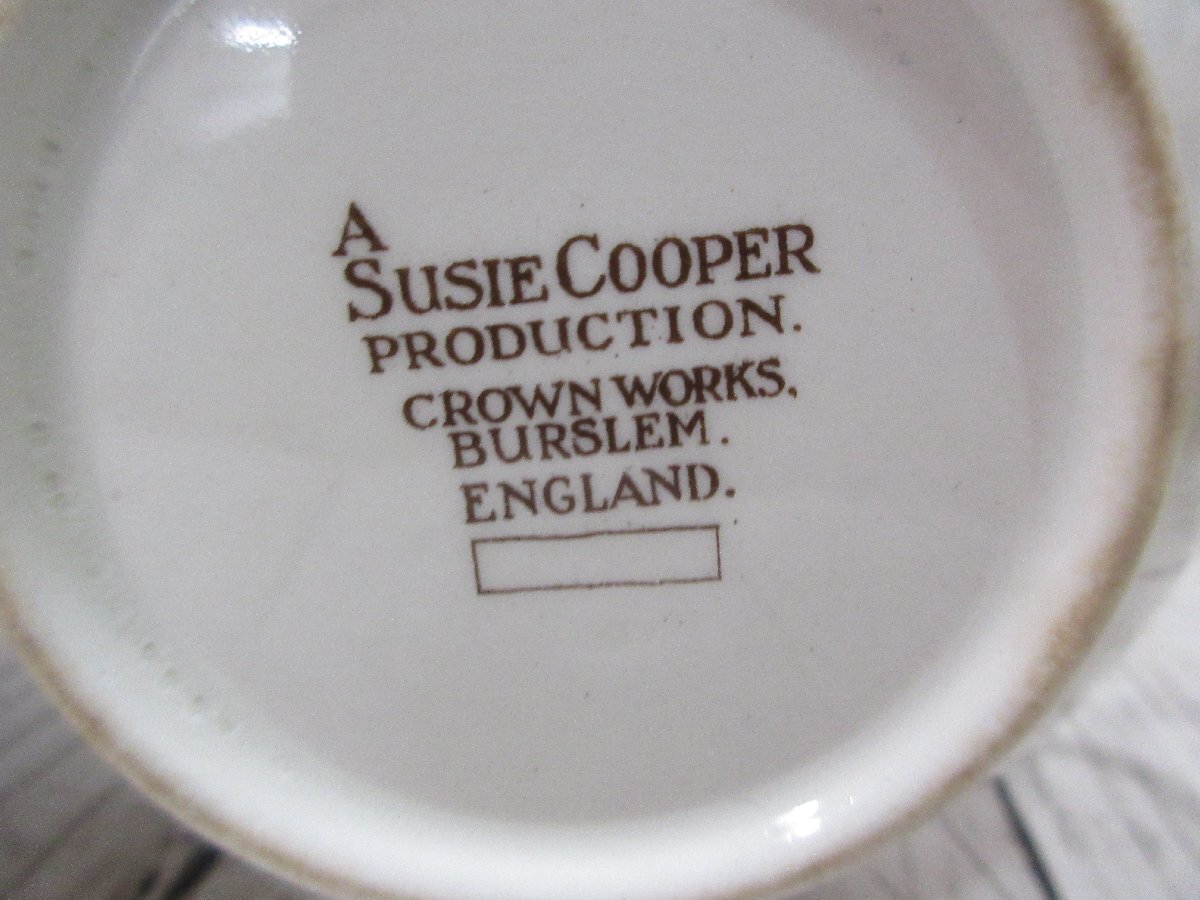 A
SUSIE COOPER
PRODUCTION.
CROWN WORKS.
BURSLEM.
ENGLAND.